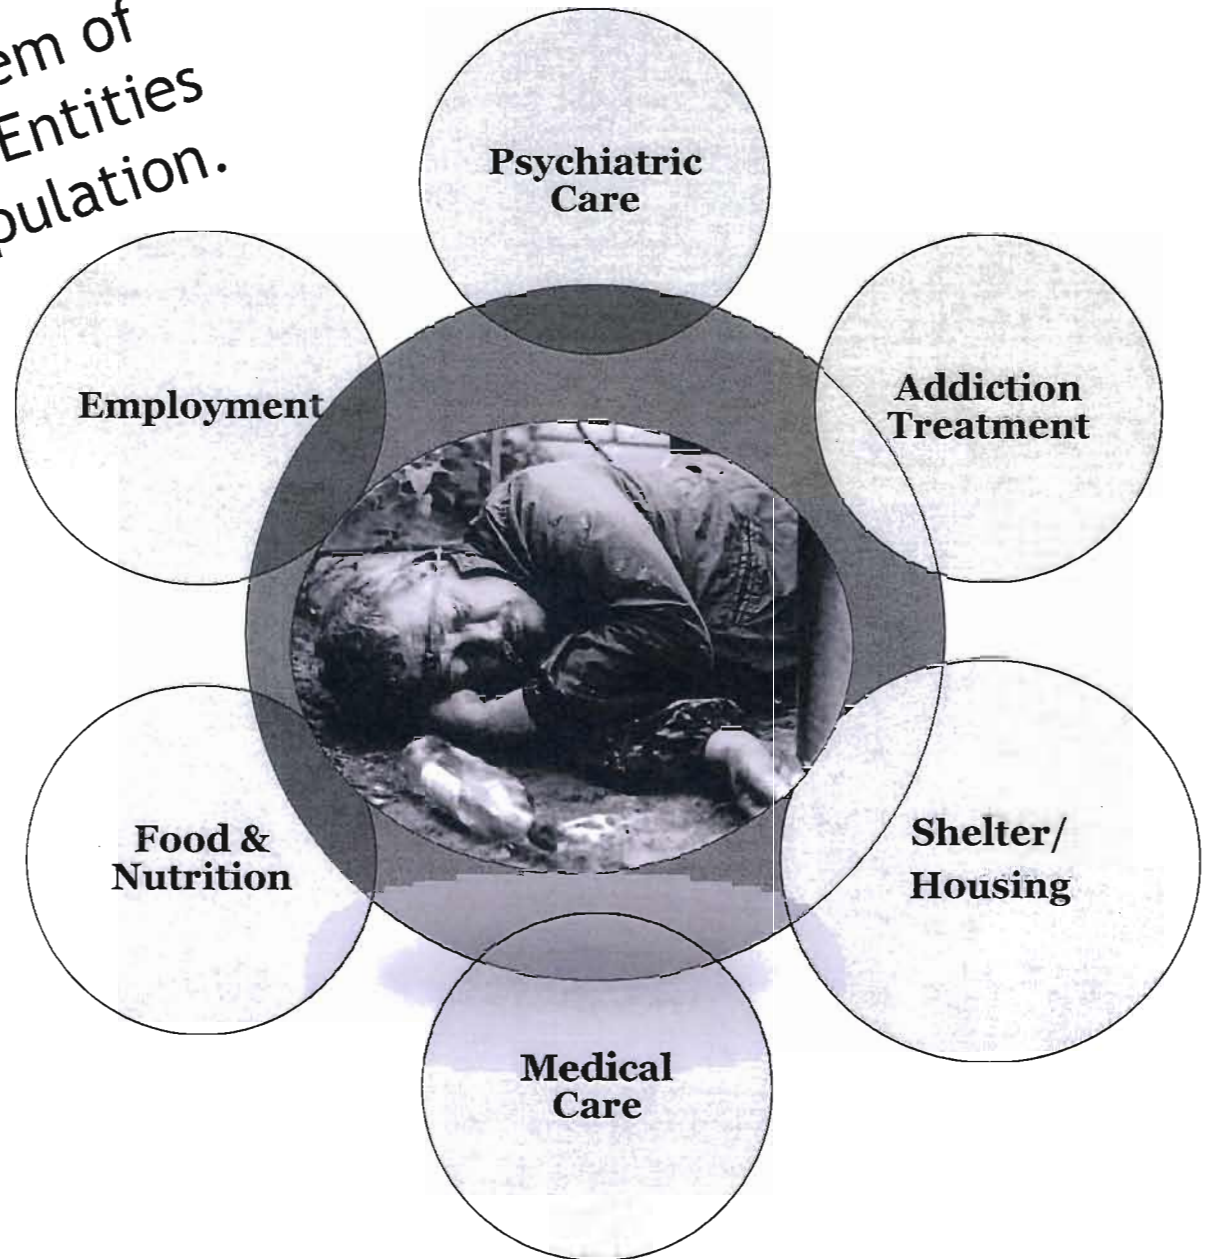 em of
Entities
pulation.
Psychiatric
Care
Employment
Addiction
Treatment
Food &
Nutrition
Shelter/
Housing
Medical
Care